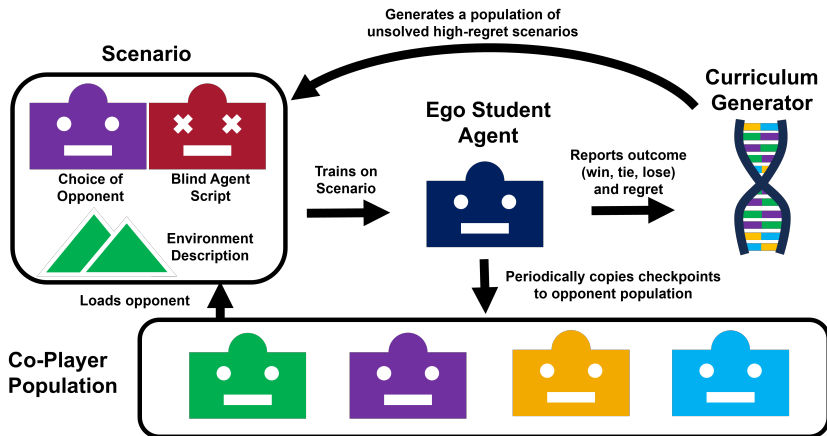 Generates a population of
unsolved high-regret scenarios
Scenario
Curriculum
Generator
Ego Student
Agent
Choice of
Opponent
Blind Agent
Script
Trains on
Scenario
Reports outcome
(win, tie, lose)
and regret
Environment
Description
Loads opponent
Periodically copies checkpoints
to opponent population
Co-Player
Population